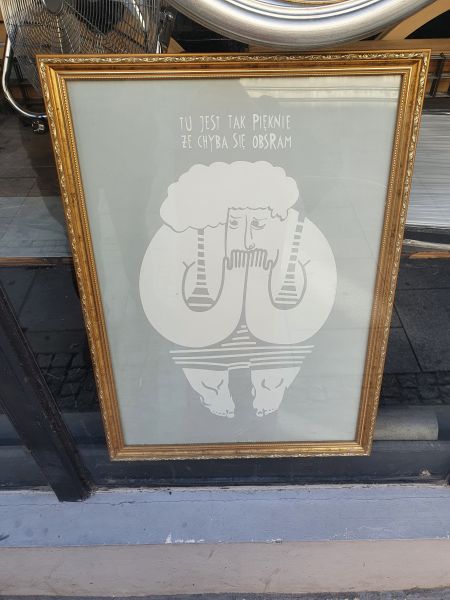 TU JEST TAK PIĘKNIE
ŻE CHYBA SIĘ OBSRAM